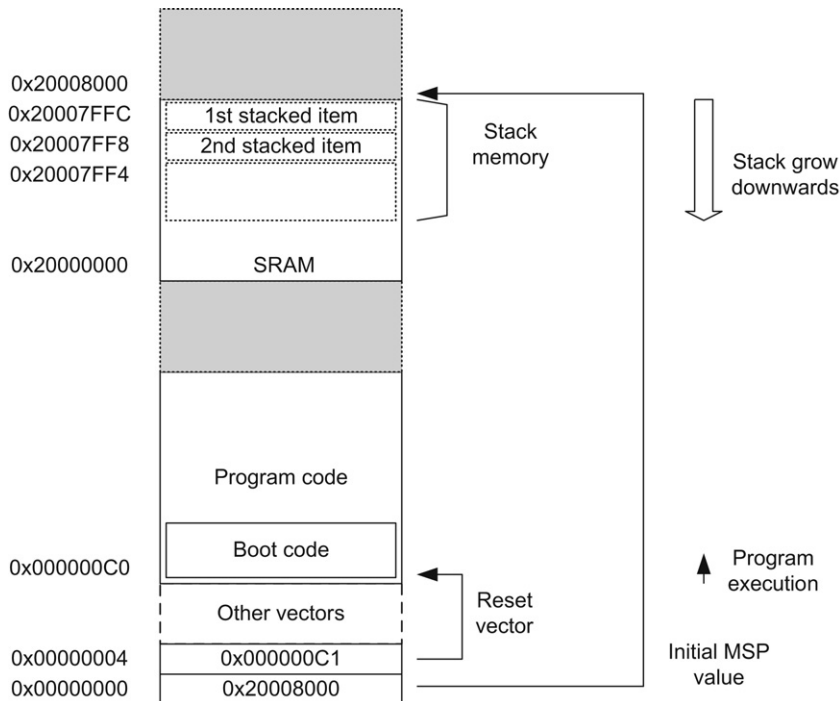 0x20008000
0x20007FFC
1st stacked item
0x20007FF8
2nd stacked item
0x20007FF4
Stack
memory
Stack grow
downwards
0x20000000
SRAM
Program code
Boot code
0x000000C0
Program
execution
Other vectors
Reset
vector
0x00000004
0x000000C1
Initial MSP
value
0x00000000
0x20008000